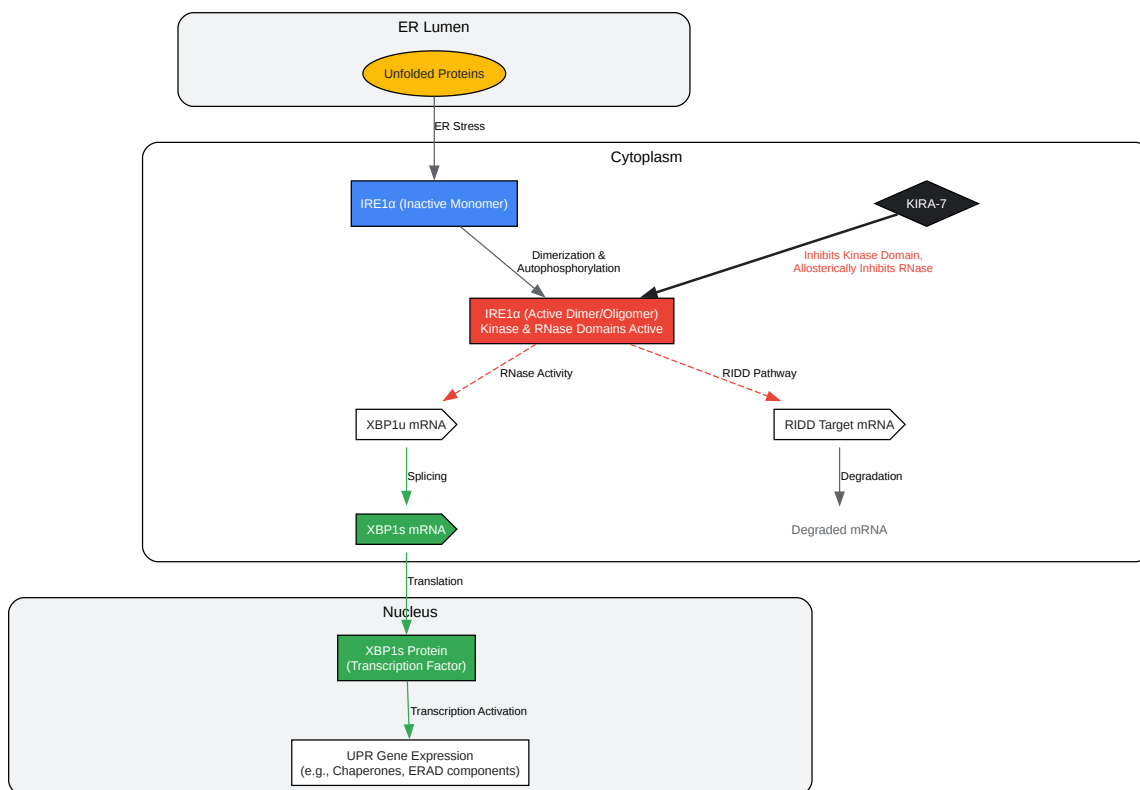 ER Lumen
Unfolded Proteins
ER Stress
Cytoplasm
IRE1α (Inactive Monomer)
KIRA-7
Dimerization &
Autophosphorylation
Inhibits Kinase Domain,
Allosterically Inhibits RNase
IRE1α (Active Dimer/Oligomer)
Kinase & RNase Domains Active
RNase Activity
RIDD Pathway
XBP1u mRNA
RIDD Target mRNA
Splicing
Degradation
XBP1s mRNA
Degraded mRNA
Translation
Nucleus
XBP1s Protein
(Transcription Factor)
Transcription Activation
UPR Gene Expression
(e.g., Chaperones, ERAD components)